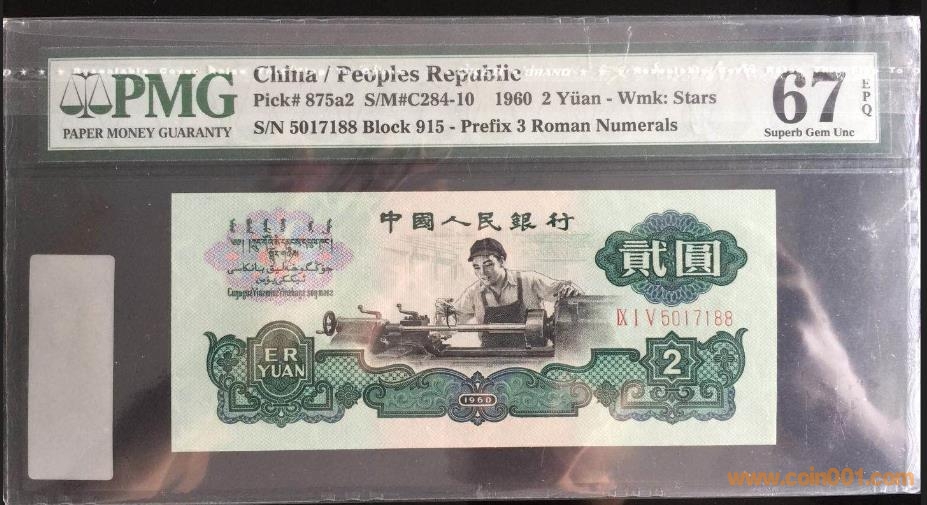 China / Peoples Republic
PMG
PAPER MONEY GUARANTY
Pick# 875a2 S/M#C284-10 1960 2 Yüan - Wmk: Stars
S/N 5017188 Block 915 - Prefix 3 Roman Numerals
67
EPQ
Superb Gem Unc
中國人民銀行
貳圓
IX I V 5017188
ER
YUAN
2
1960
www.coin001.com